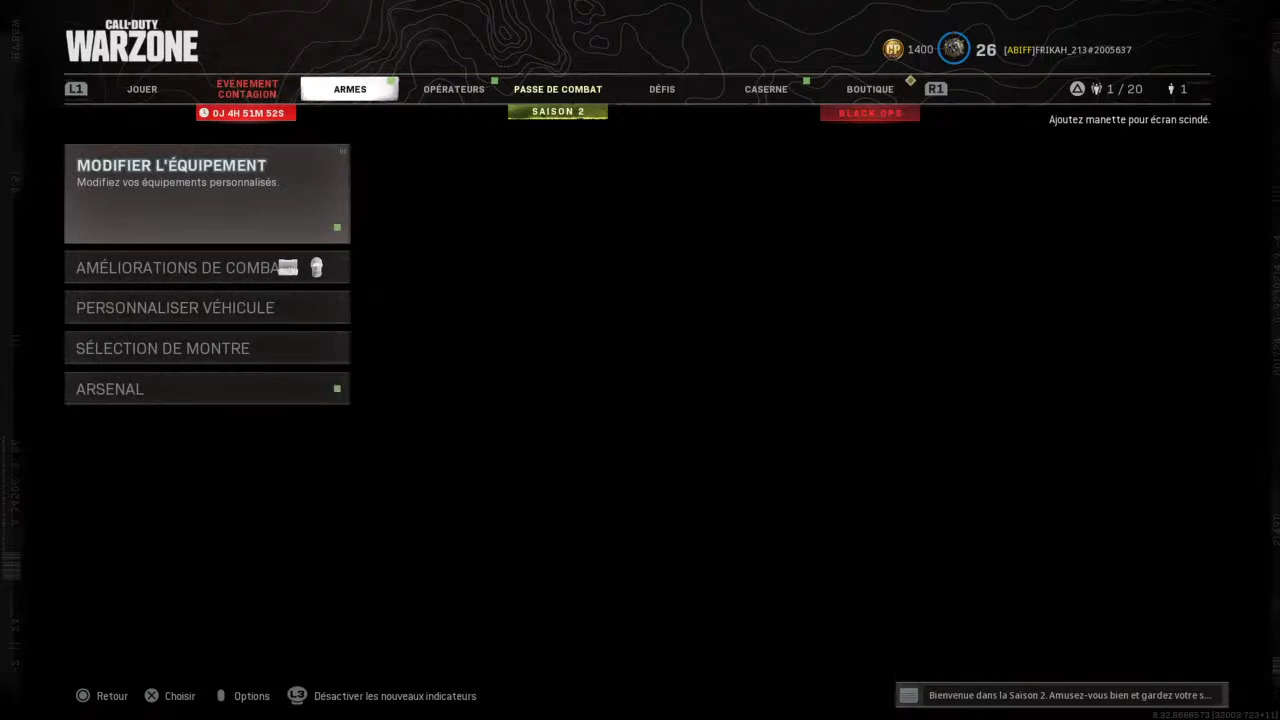 CALL OF DUTY
WARZONE
CP 1400 26 [ABIFF]FRIKAH_213#2005637
L1 JOUER ÉVÉNEMENT CONTAGION ARMES OPÉRATEURS PASSE DE COMBAT DÉFIS CASERNE BOUTIQUE R1 1 / 20 1
0J 4H 51M 52S SAISON 2 BLACK OPS
Ajoutez manette pour écran scindé.
MODIFIER L'ÉQUIPEMENT
Modifiez vos équipements personnalisés.
AMÉLIORATIONS DE COMBA
PERSONNALISER VÉHICULE
SÉLECTION DE MONTRE
ARSENAL
Retour Choisir Options L3 Désactiver les nouveaux indicateurs
Bienvenue dans la Saison 2. Amusez-vous bien et gardez votre s...